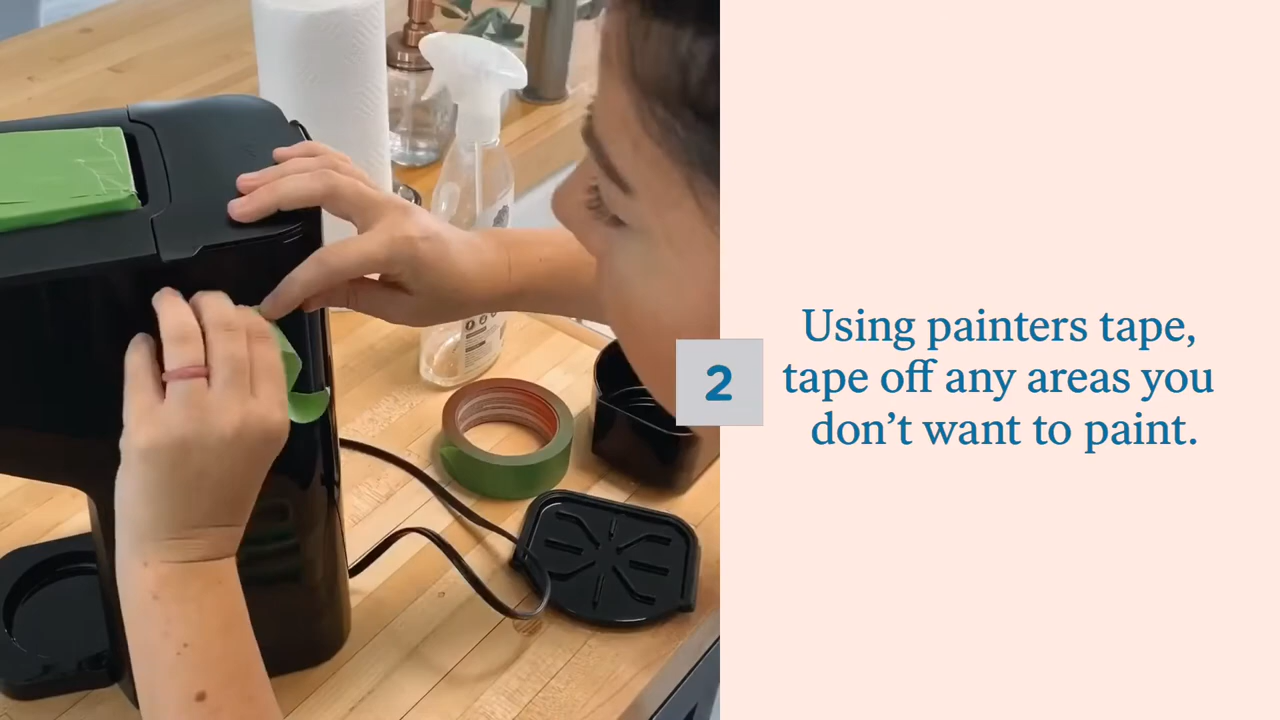 2
Using painters tape,
tape off any areas you
don’t want to paint.